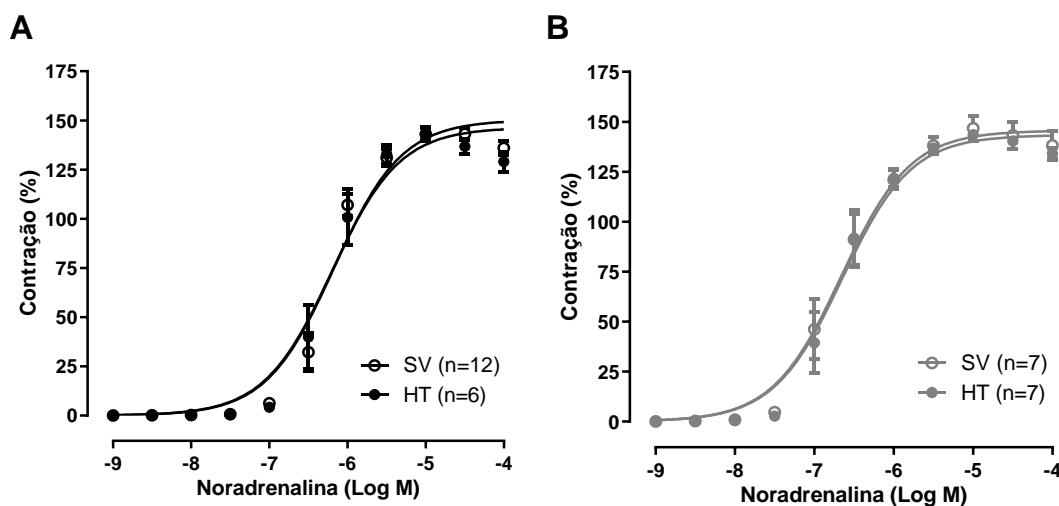 A
175
150
125
100
75
50
25
0
Contração (%)
SV (n=12)
HT (n=6)
-9 -8 -7 -6 -5 -4
Noradrenalina (Log M)
B
175
150
125
100
75
50
25
0
Contração (%)
SV (n=7)
HT (n=7)
-9 -8 -7 -6 -5 -4
Noradrenalina (Log M)